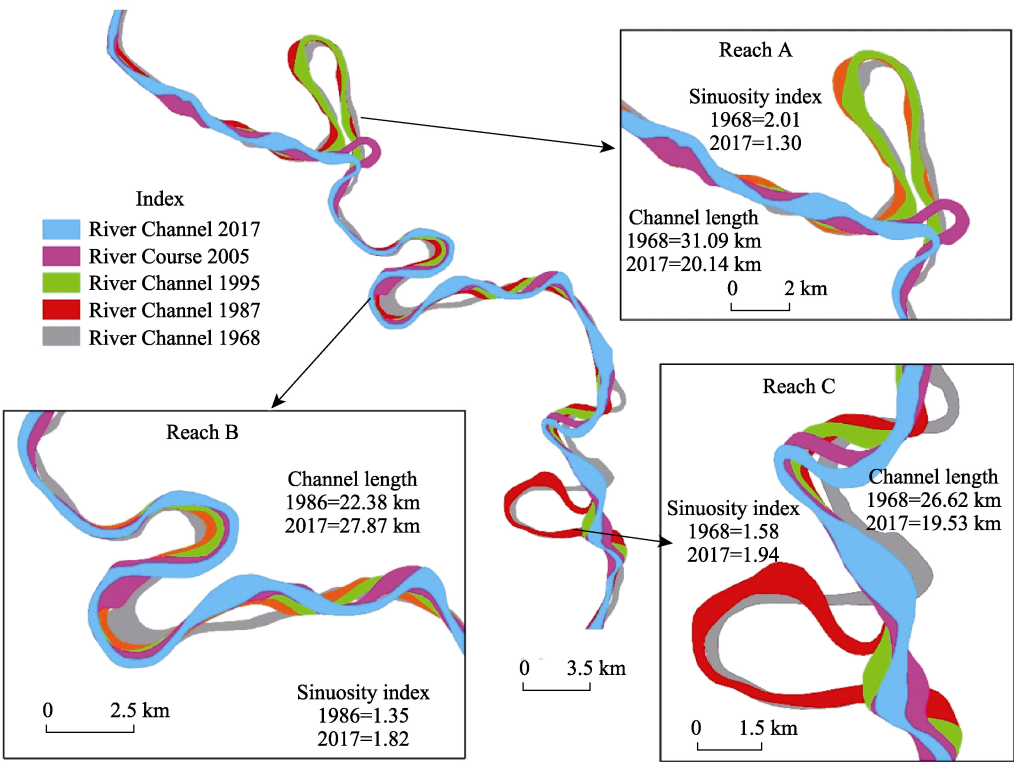 Reach A
Sinuosity index
1968=2.01
2017=1.30
Channel length
1968=31.09 km
2017=20.14 km
0 2 km
Index
River Channel 2017
River Course 2005
River Channel 1995
River Channel 1987
River Channel 1968
Reach B
Channel length
1986=22.38 km
2017=27.87 km
Sinuosity index
1986=1.35
2017=1.82
0 2.5 km
0 3.5 km
Reach C
Channel length
1968=26.62 km
2017=19.53 km
Sinuosity index
1968=1.58
2017=1.94
0 1.5 km